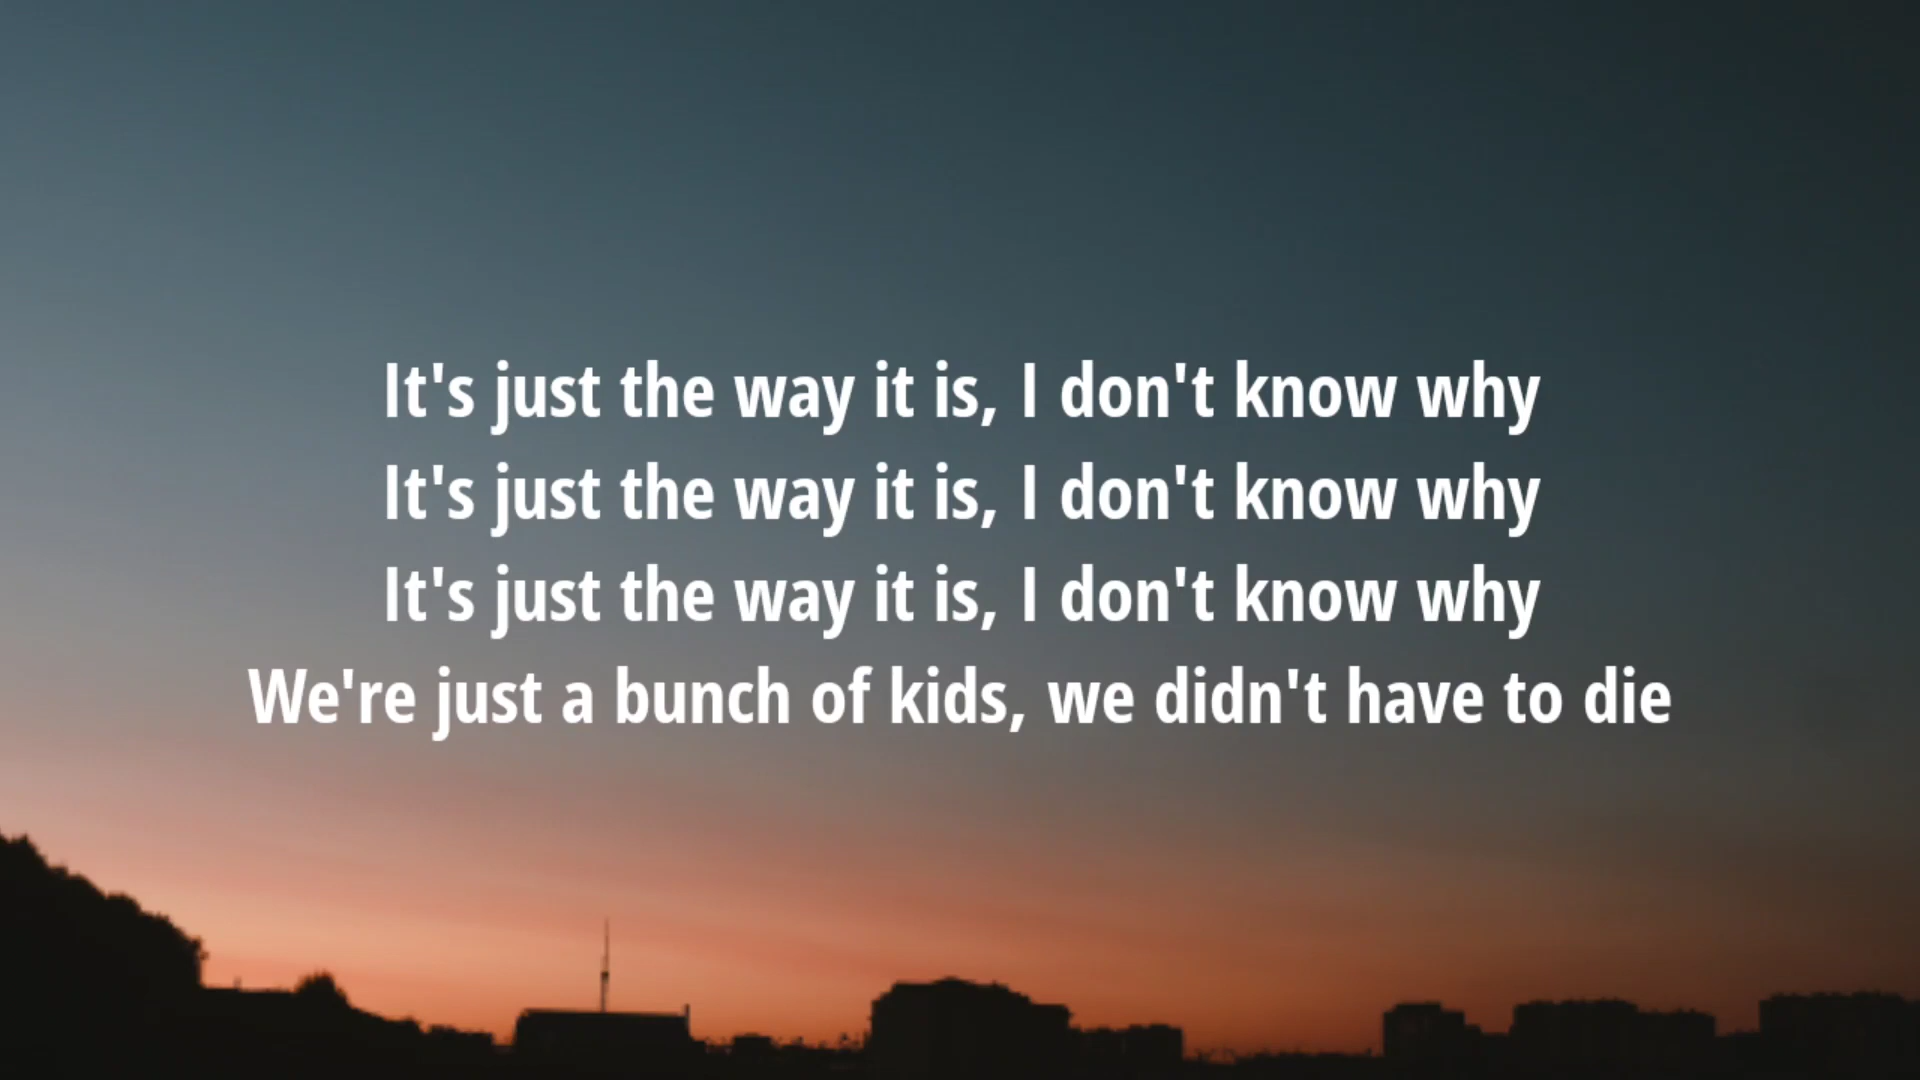 It's just the way it is, I don't know why
It's just the way it is, I don't know why
It's just the way it is, I don't know why
We're just a bunch of kids, we didn't have to die